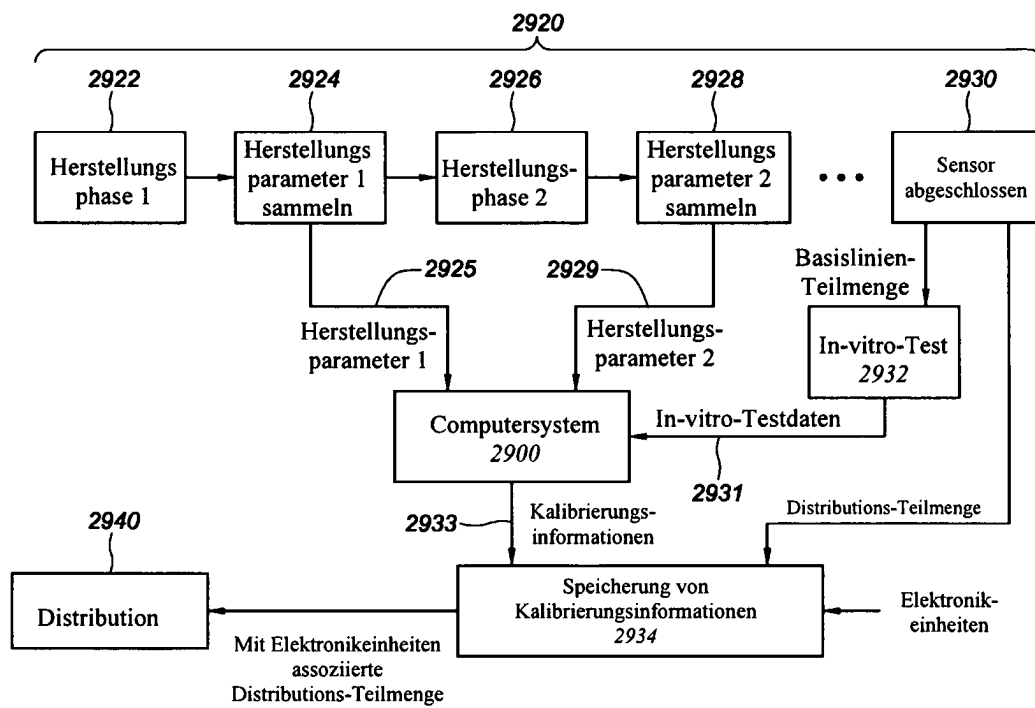 2920
2922
2924
2926
2928
2930
Herstellungs
phase 1
Herstellungs
parameter 1
sammeln
Herstellungs-
phase 2
Herstellungs
parameter 2
sammeln
Sensor
abgeschlossen
2925
2929
Basislinien-
Teilmenge
Herstellungs-
parameter 1
Herstellungs-
parameter 2
In-vitro-Test
2932
Computersystem
2900
In-vitro-Testdaten
2931
2933
Kalibrierungs-
informationen
Distributions-Teilmenge
2940
Distribution
Speicherung von
Kalibrierungsinformationen
2934
Elektronik-
einheiten
Mit Elektronikeinheiten
assoziierte
Distributions-Teilmenge